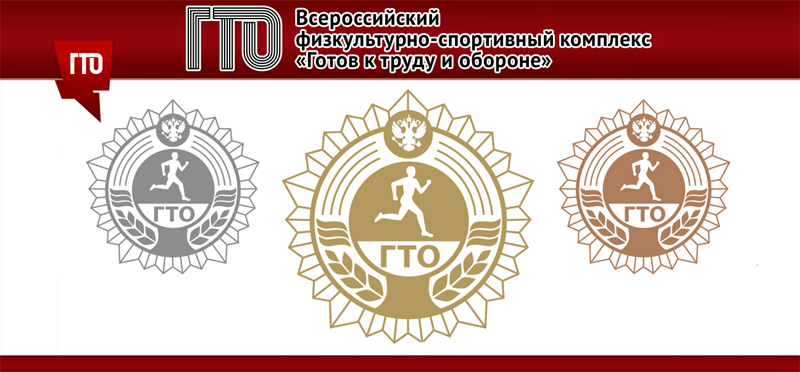 ГТО
Всероссийский
физкультурно-спортивный комплекс
«Готов к труду и обороне»
ГТО
ГТО
ГТО
ГТО